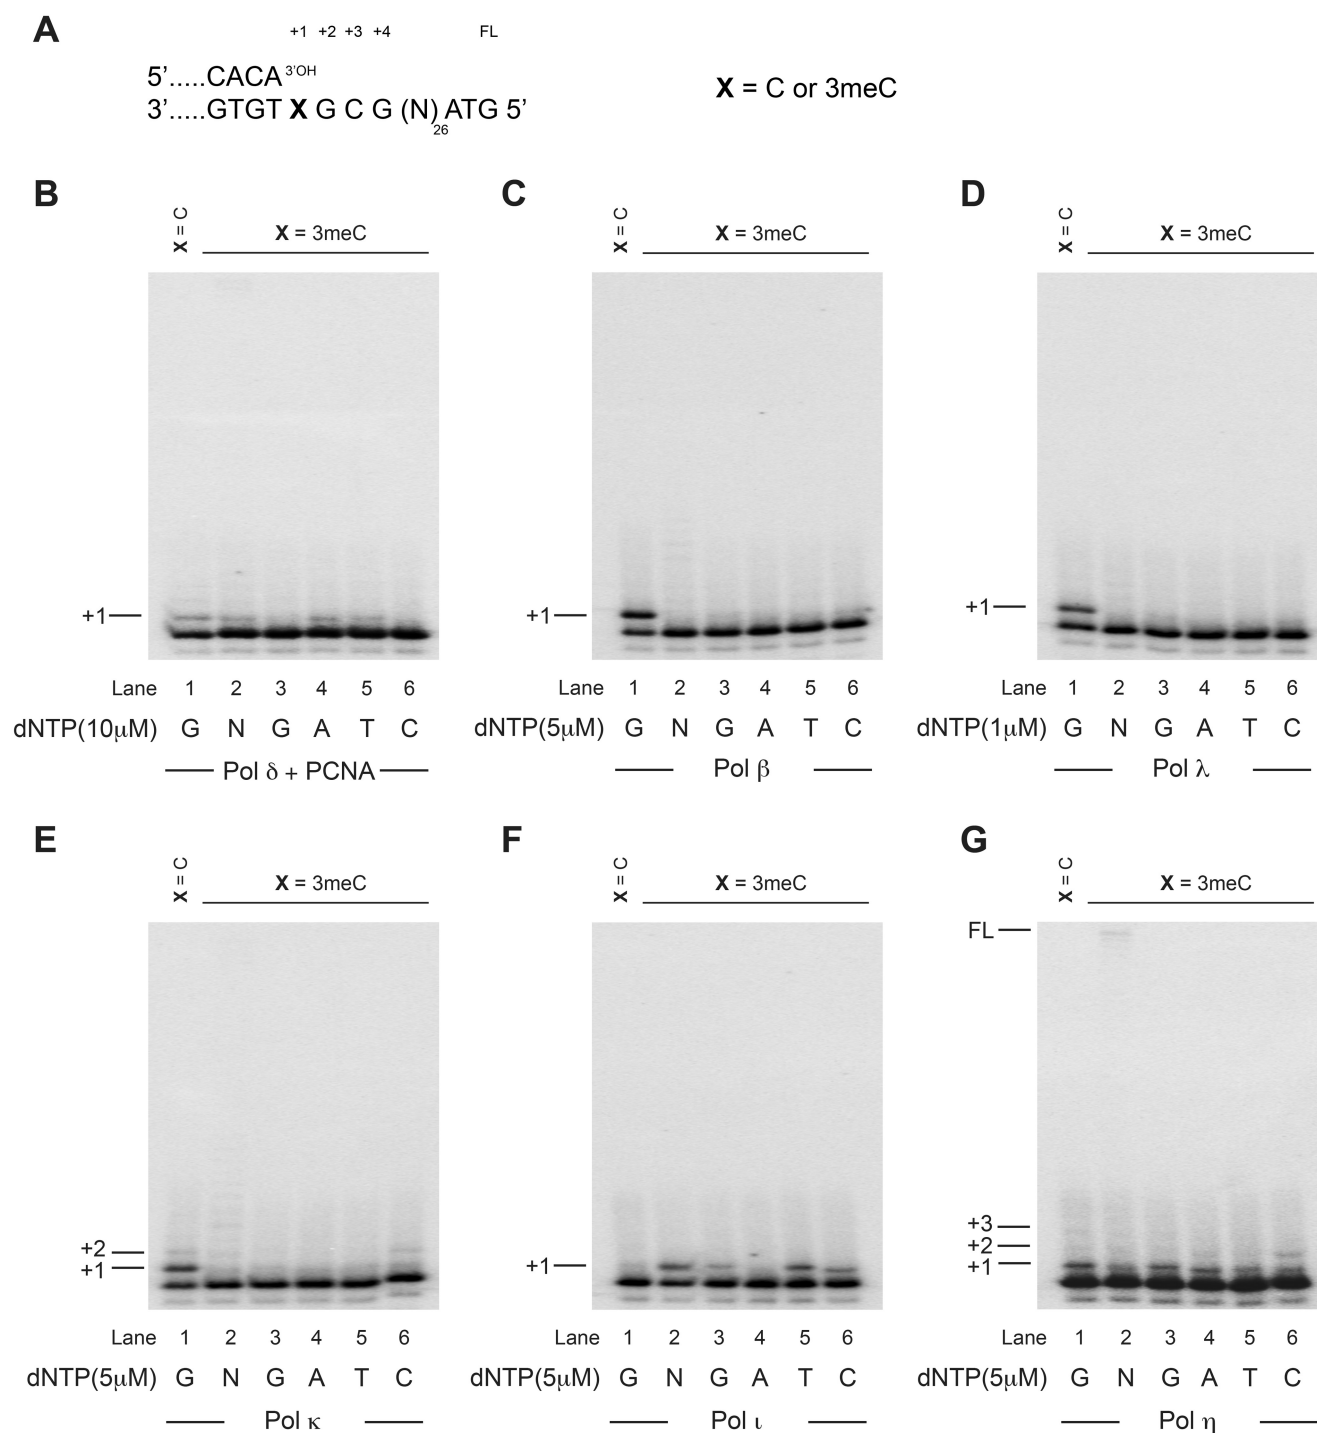 A
+1 +2 +3 +4 FL
5’.....CACA3’OH
3’.....GTGT X G C G (N)26 ATG 5’
X = C or 3meC
B
X = C
X = 3meC
+1
Lane 1 2 3 4 5 6
dNTP(10μM) G N G A T C
Pol δ + PCNA
C
X = C
X = 3meC
+1
Lane 1 2 3 4 5 6
dNTP(5μM) G N G A T C
Pol β
D
X = C
X = 3meC
+1
Lane 1 2 3 4 5 6
dNTP(1μM) G N G A T C
Pol λ
E
X = C
X = 3meC
+2
+1
Lane 1 2 3 4 5 6
dNTP(5μM) G N G A T C
Pol κ
F
X = C
X = 3meC
+1
Lane 1 2 3 4 5 6
dNTP(5μM) G N G A T C
Pol ι
G
X = C
X = 3meC
FL
+3
+2
+1
Lane 1 2 3 4 5 6
dNTP(5μM) G N G A T C
Pol η